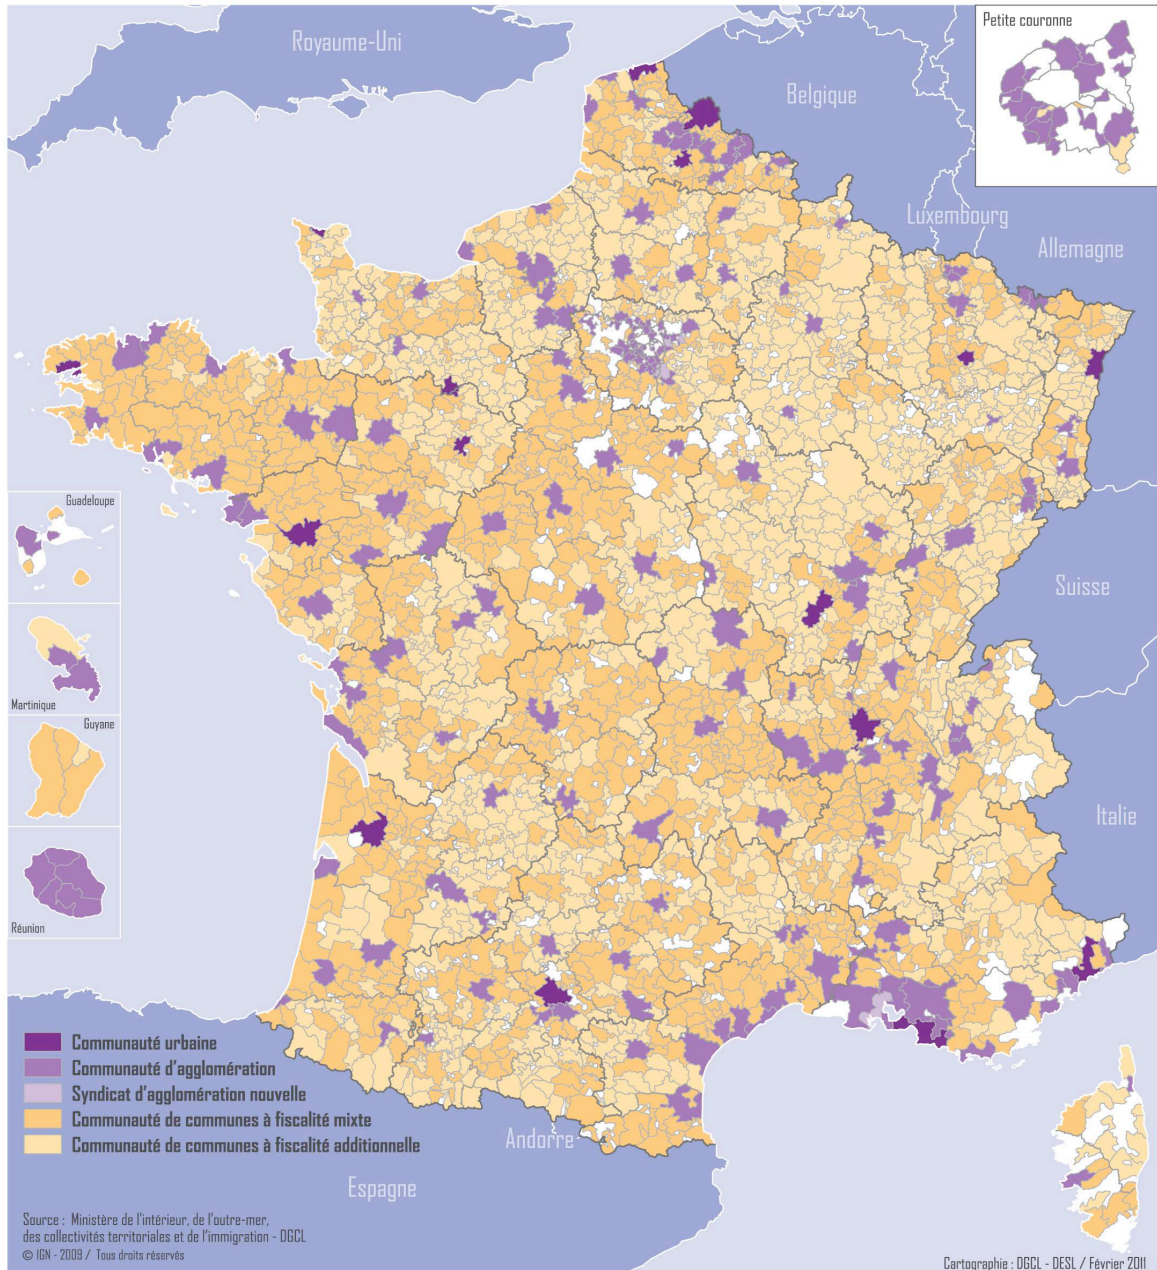 Petite couronne
Royaume-Uni
Belgique
Luxembourg
Allemagne
Guadeloupe
Suisse
Martinique
Guyane
Italie
Réunion
Communauté urbaine
Communauté d'agglomération
Syndicat d'agglomération nouvelle
Communauté de communes à fiscalité mixte
Communauté de communes à fiscalité additionnelle
Andorre
Espagne
Source : Ministère de l'intérieur, de l'outre-mer,
des collectivités territoriales et de l'immigration - DGCL
© IGN - 2009 / Tous droits réservés
Cartographie : DGCL - DESL / Février 2011